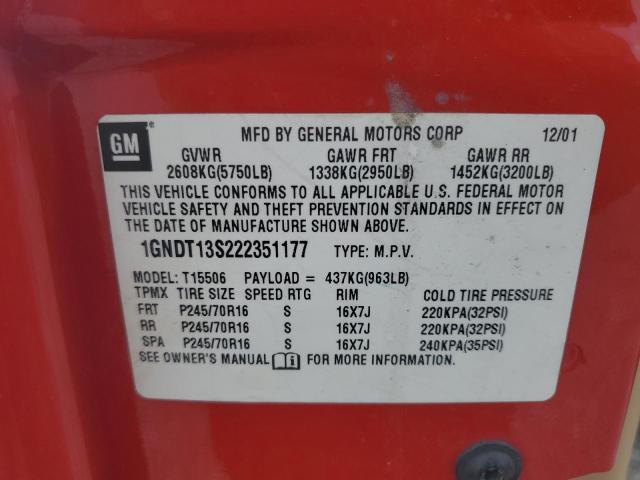 GM MFD BY GENERAL MOTORS CORP 12/01
GVWR GAWR FRT GAWR RR
2608KG(5750LB) 1338KG(2950LB) 1452KG(3200LB)
THIS VEHICLE CONFORMS TO ALL APPLICABLE U.S. FEDERAL MOTOR
VEHICLE SAFETY AND THEFT PREVENTION STANDARDS IN EFFECT ON
THE DATE OF MANUFACTURE SHOWN ABOVE.
1GNDT13S222351177 TYPE: M.P.V.
MODEL: T15506 PAYLOAD = 437KG(963LB)
TPMX TIRE SIZE SPEED RTG RIM COLD TIRE PRESSURE
FRT P245/70R16 S 16X7J 220KPA(32PSI)
RR P245/70R16 S 16X7J 220KPA(32PSI)
SPA P245/70R16 S 16X7J 240KPA(35PSI)
SEE OWNER'S MANUAL FOR MORE INFORMATION.